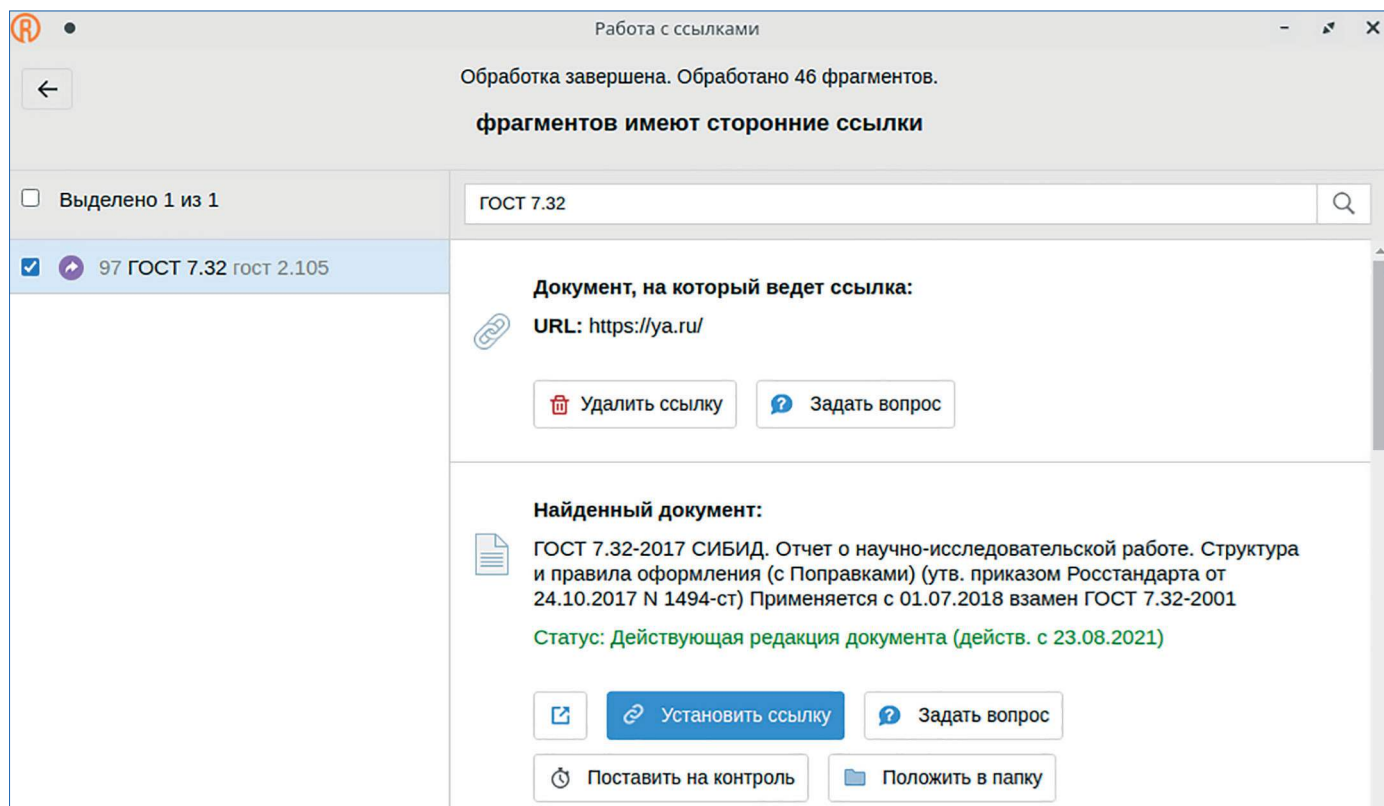 Работа с ссылками
Обработка завершена. Обработано 46 фрагментов.
фрагментов имеют сторонние ссылки
Выделено 1 из 1
ГОСТ 7.32
97 ГОСТ 7.32 гост 2.105
Документ, на который ведет ссылка:
URL: https://ya.ru/
Удалить ссылку
Задать вопрос
Найденный документ:
ГОСТ 7.32-2017 СИБИД. Отчет о научно-исследовательской работе. Структура
и правила оформления (с Поправками) (утв. приказом Росстандарта от
24.10.2017 N 1494-ст) Применяется с 01.07.2018 взамен ГОСТ 7.32-2001
Статус: Действующая редакция документа (действ. с 23.08.2021)
Установить ссылку
Задать вопрос
Поставить на контроль
Положить в папку